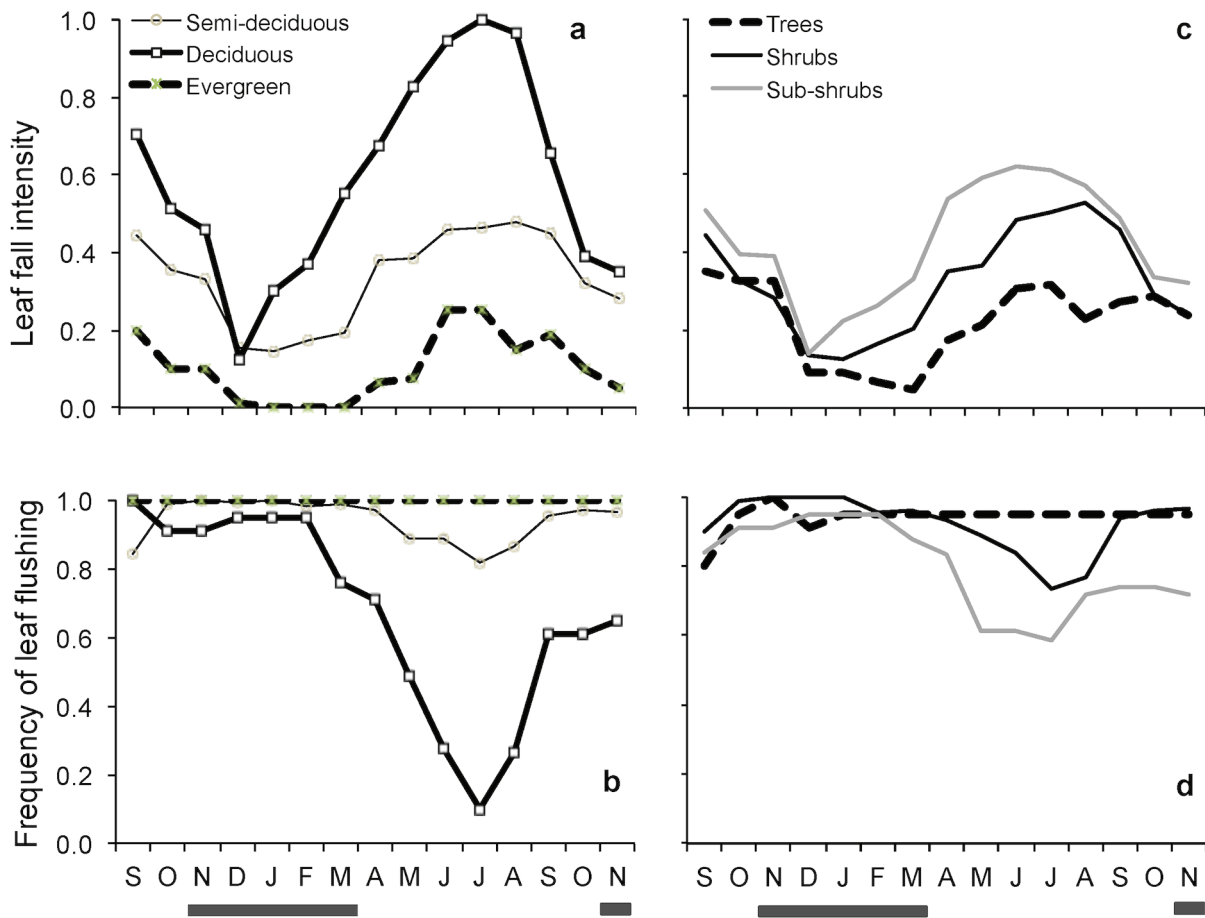 1.0 Semi-deciduous a
Deciduous
Evergreen
0.8
0.6
0.4
0.2
0.0
Leaf fall intensity
c
Trees
Shrubs
Sub-shrubs
1.0
0.8
0.6
0.4
0.2
0.0
Frequency of leaf flushing
b
d
S O N D J F M A M J J A S O N
S O N D J F M A M J J A S O N